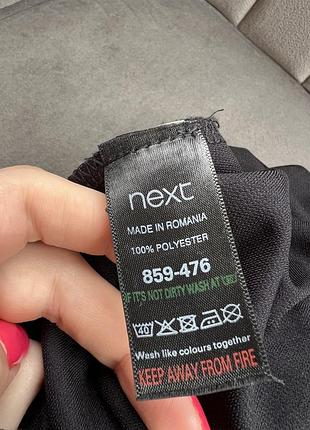 next
MADE IN ROMANIA
100% POLYESTER
859-476
IF IT'S NOT DIRTY WASH AT
40
Wash like colours together
KEEP AWAY FROM FIRE